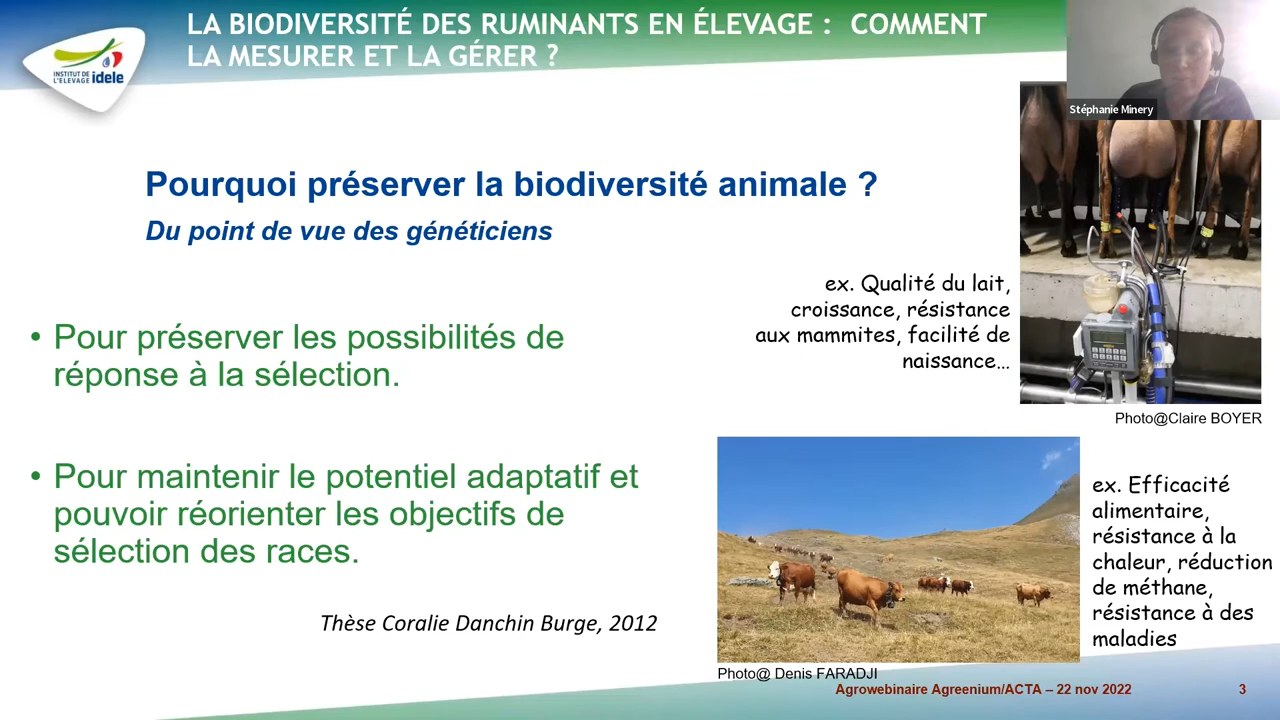 LA BIODIVERSITÉ DES RUMINANTS EN ÉLEVAGE : COMMENT
LA MESURER ET LA GÉRER ?
INSTITUT DE
L'ELEVAGE idele
Stéphanie Minery
Pourquoi préserver la biodiversité animale ?
Du point de vue des généticiens
ex. Qualité du lait,
croissance, résistance
aux mammites, facilité de
naissance…
• Pour préserver les possibilités de
réponse à la sélection.
Photo@Claire BOYER
• Pour maintenir le potentiel adaptatif et
pouvoir réorienter les objectifs de
sélection des races.
ex. Efficacité
alimentaire,
résistance à la
chaleur, réduction
de méthane,
résistance à des
maladies
Thèse Coralie Danchin Burge, 2012
Photo@ Denis FARADJI
Agrowebinaire Agreenium/ACTA – 22 nov 2022
3